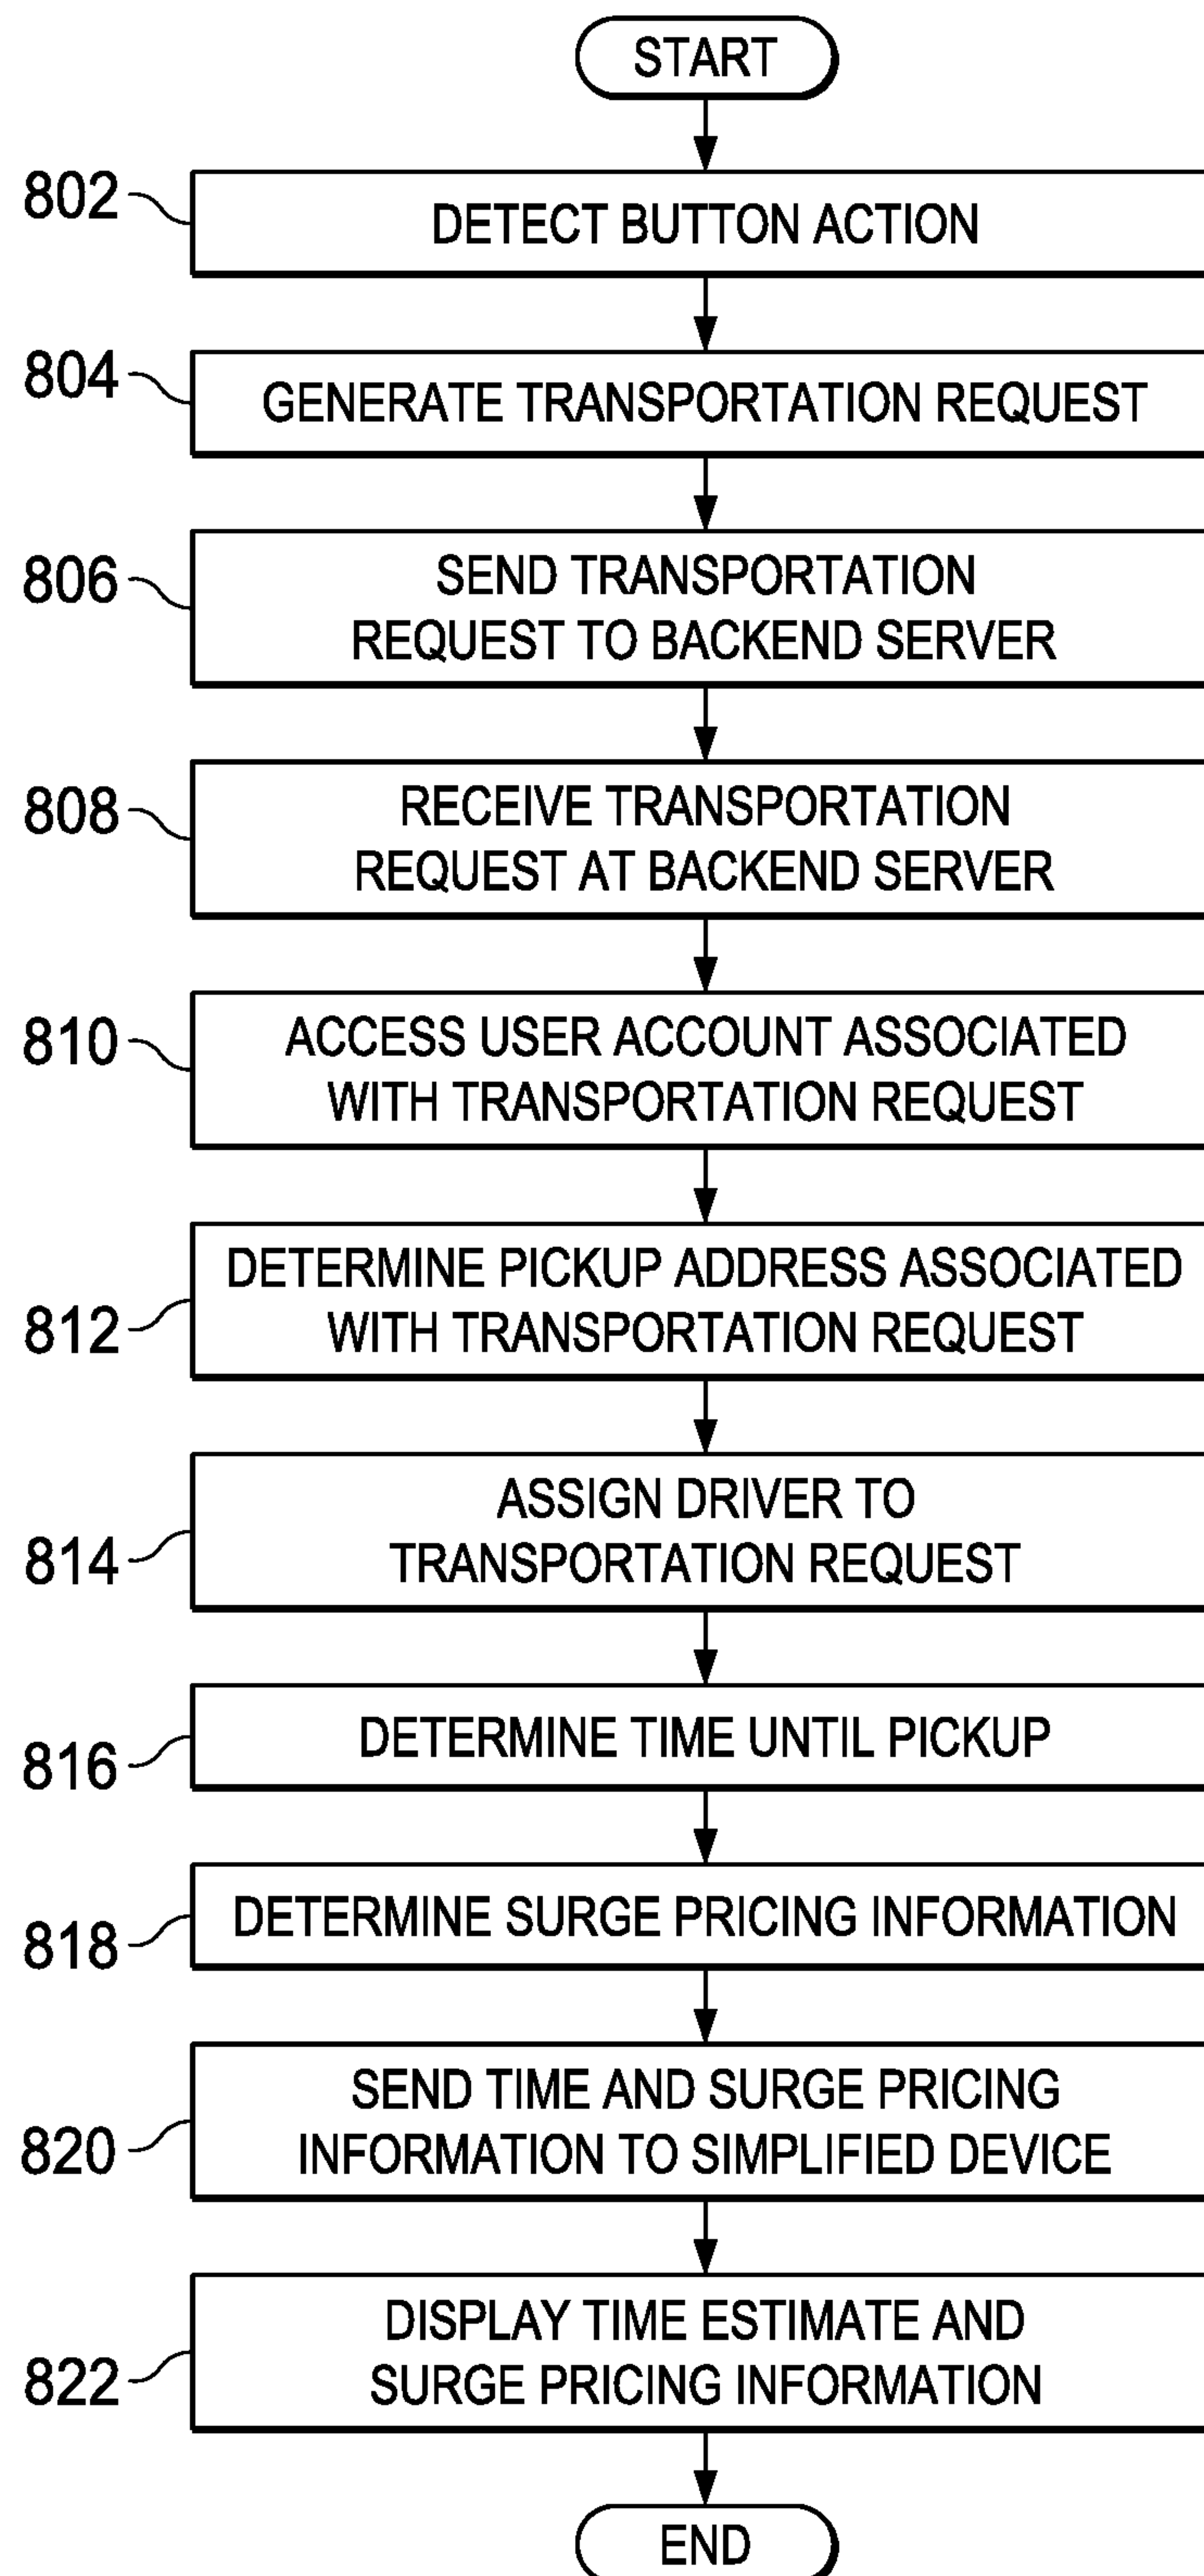 START
802
DETECT BUTTON ACTION
804
GENERATE TRANSPORTATION REQUEST
806
SEND TRANSPORTATION
REQUEST TO BACKEND SERVER
808
RECEIVE TRANSPORTATION
REQUEST AT BACKEND SERVER
810
ACCESS USER ACCOUNT ASSOCIATED
WITH TRANSPORTATION REQUEST
812
DETERMINE PICKUP ADDRESS ASSOCIATED
WITH TRANSPORTATION REQUEST
814
ASSIGN DRIVER TO
TRANSPORTATION REQUEST
816
DETERMINE TIME UNTIL PICKUP
818
DETERMINE SURGE PRICING INFORMATION
820
SEND TIME AND SURGE PRICING
INFORMATION TO SIMPLIFIED DEVICE
822
DISPLAY TIME ESTIMATE AND
SURGE PRICING INFORMATION
END